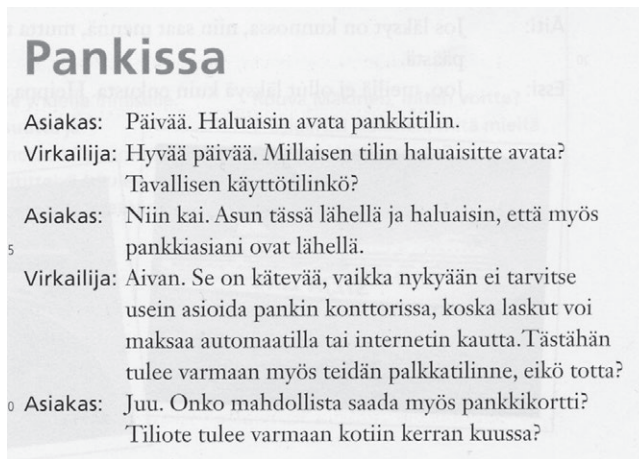 Pankissa
Asiakas: Päivää. Haluaisin avata pankkitilin.
Virkailija: Hyvää päivää. Millaisen tilin haluaisitte avata?
Tavallisen käyttötilinkö?
Asiakas: Niin kai. Asun tässä lähellä ja haluaisin, että myös
5 pankkiasiani ovat lähellä.
Virkailija: Aivan. Se on kätevää, vaikka nykyään ei tarvitse
usein asioida pankin konttorissa, koska laskut voi
maksaa automaatilla tai internetin kautta. Tästähän
tulee varmaan myös teidän palkkatilinne, eikö totta?
0 Asiakas: Juu. Onko mahdollista saada myös pankkikortti?
Tiliote tulee varmaan kotiin kerran kuussa?